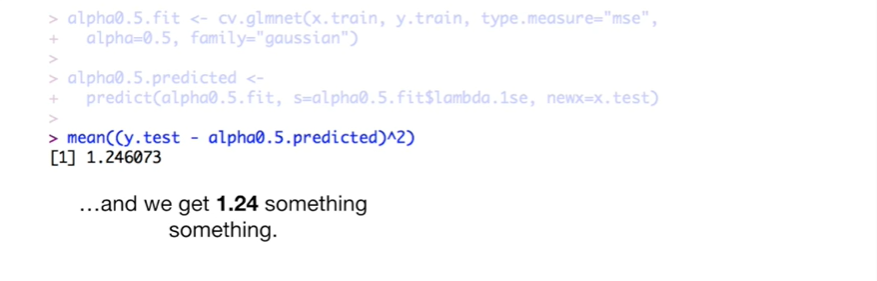 > alpha0.5.fit <- cv.glmnet(x.train, y.train, type.measure="mse",
+   alpha=0.5, family="gaussian")
>
> alpha0.5.predicted <-
+   predict(alpha0.5.fit, s=alpha0.5.fit$lambda.1se, newx=x.test)
>
> mean((y.test - alpha0.5.predicted)^2)
[1] 1.246073
…and we get 1.24 something
something.